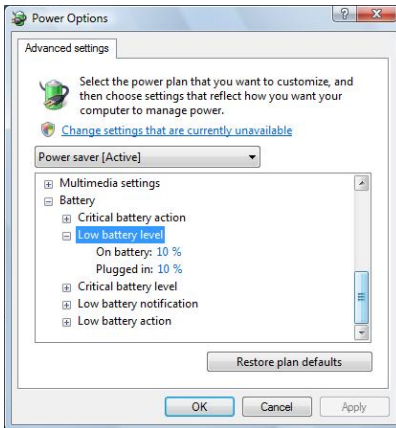 Power Options
Advanced settings
Select the power plan that you want to customize, and
then choose settings that reflect how you want your
computer to manage power.
Change settings that are currently unavailable
Power saver [Active]
Multimedia settings
Battery
Critical battery action
Low battery level
On battery: 10 %
Plugged in: 10 %
Critical battery level
Low battery notification
Low battery action
Restore plan defaults
OK Cancel Apply